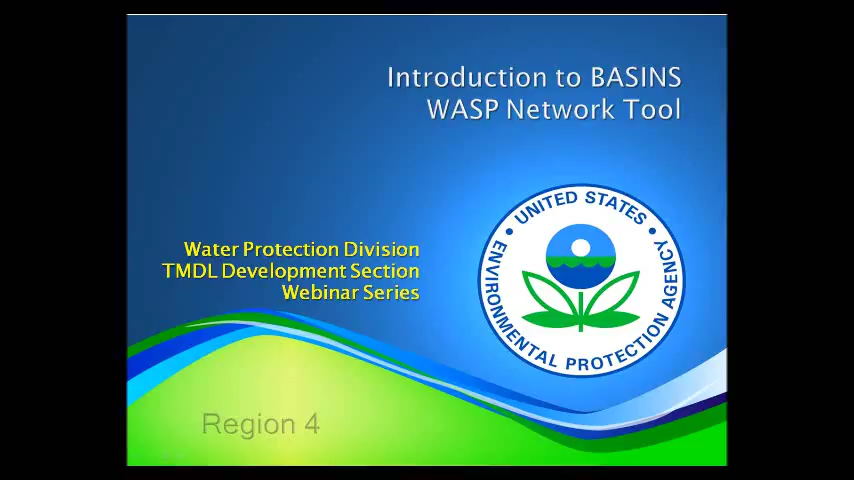 Introduction to BASINS
WASP Network Tool
Water Protection Division
TMDL Development Section
Webinar Series
UNITED STATES
ENVIRONMENTAL PROTECTION AGENCY
Region 4